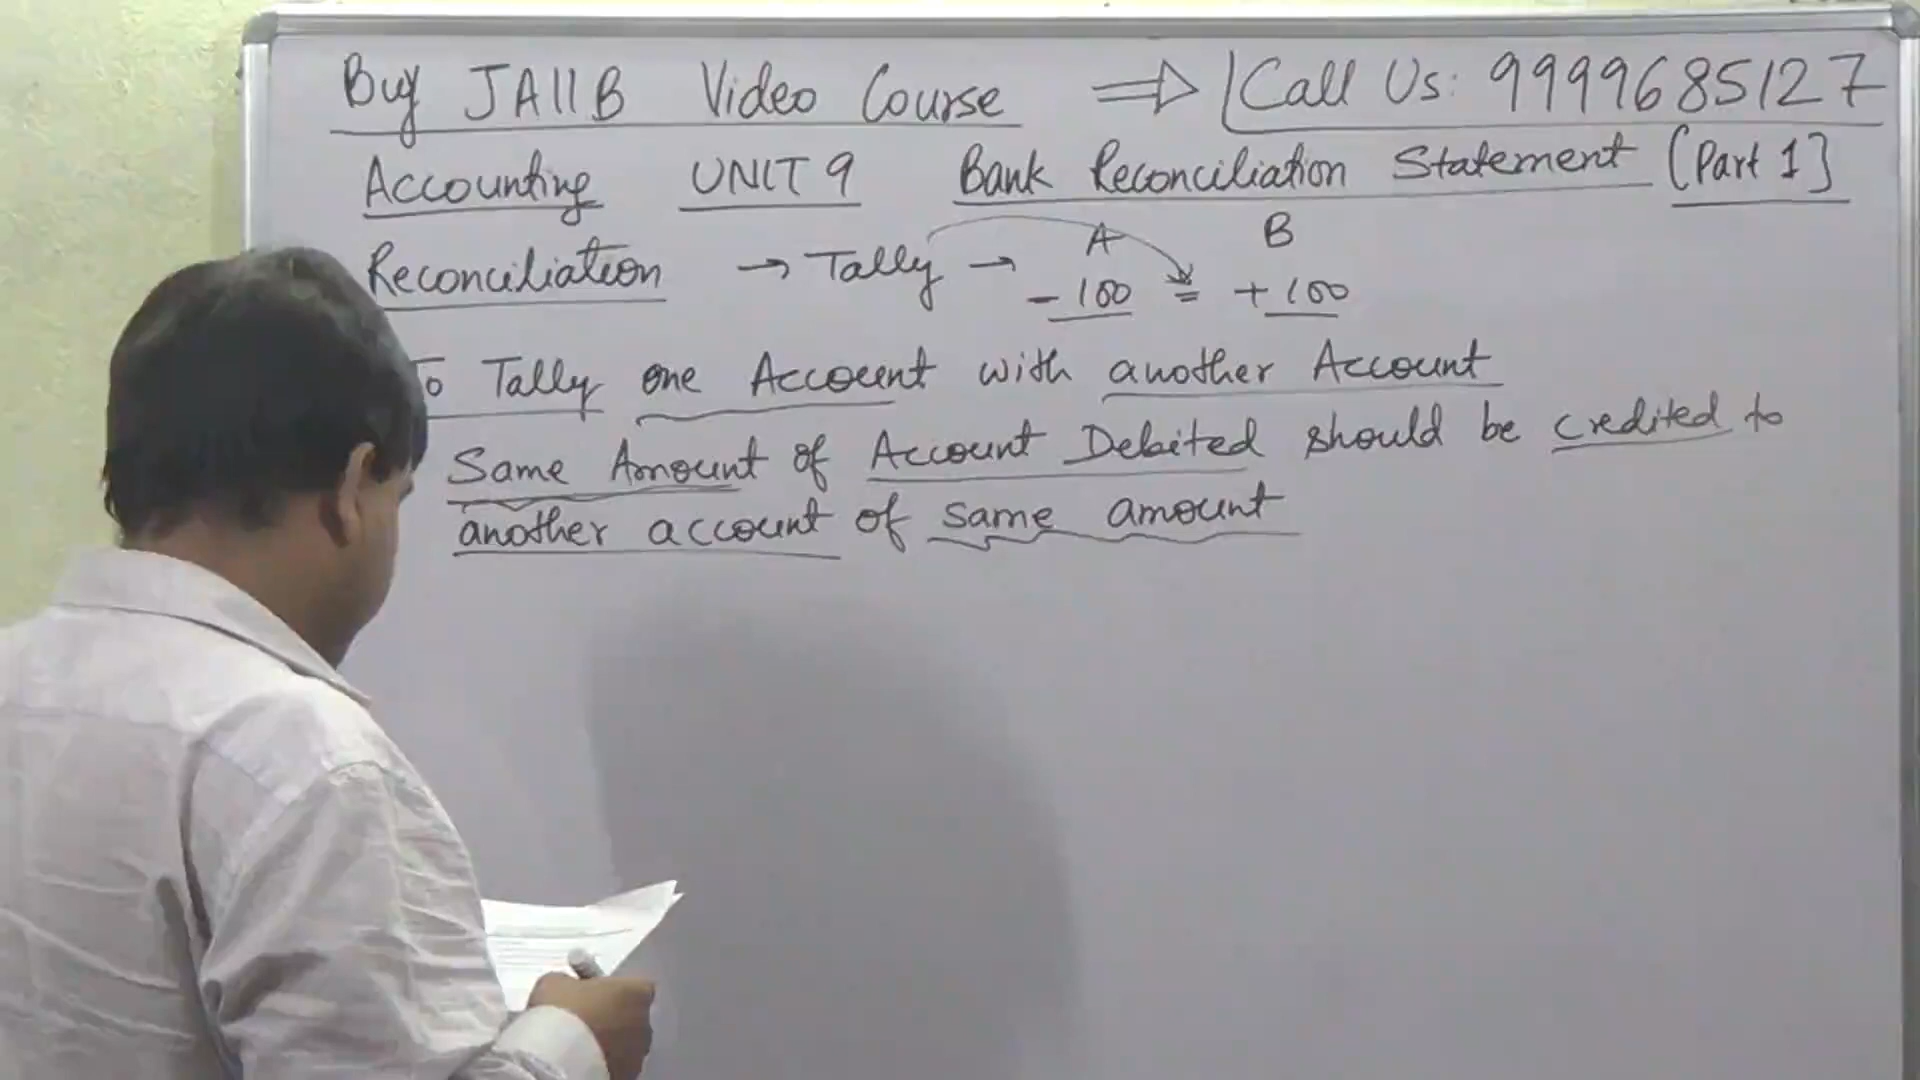 Buy JAIIB Video Course ⇒ Call Us: 9999685127
Accounting UNIT 9 Bank Reconciliation Statement [Part 1]
A B
Reconciliation → Tally → - 100 = + 100
To Tally one Account with another Account
Same Amount of Account Debited should be credited to
another account of same amount